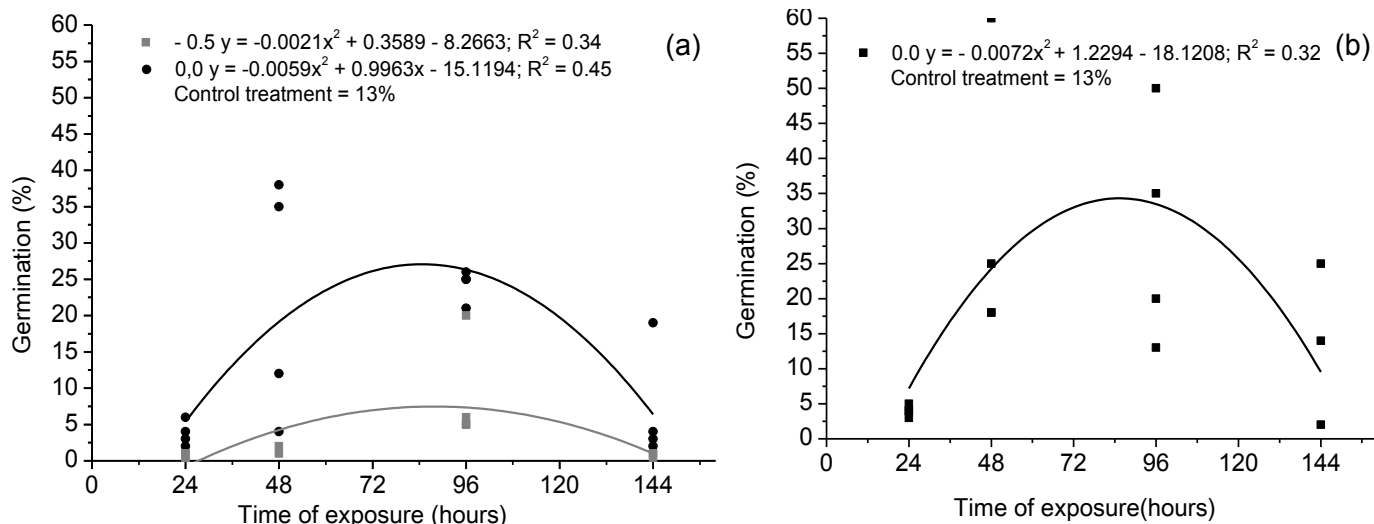 60
55
50
45
40
35
30
25
20
15
10
5
0
Germination (%)
- 0.5 y = -0.0021x² + 0.3589 - 8.2663; R² = 0.34
0,0 y = -0.0059x² + 0.9963x - 15.1194; R² = 0.45
Control treatment = 13%
(a)
0 24 48 72 96 120 144
Time of exposure (hours)
60
55
50
45
40
35
30
25
20
15
10
5
0
Germination (%)
0.0 y = - 0.0072x² + 1.2294 - 18.1208; R² = 0.32
Control treatment = 13%
(b)
0 24 48 72 96 120 144
Time of exposure(hours)